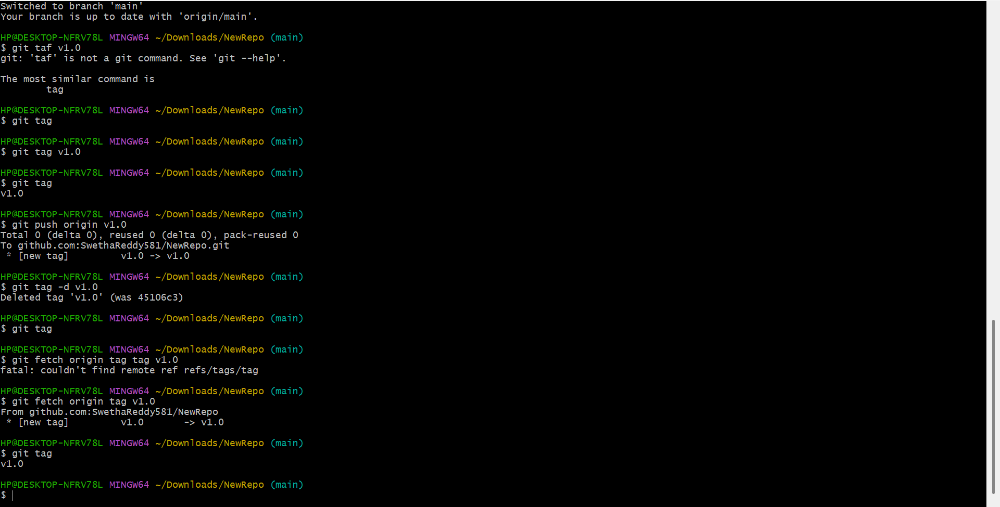 Switched to branch 'main'
Your branch is up to date with 'origin/main'.
HP@DESKTOP-NFRV78L MINGW64 ~/Downloads/NewRepo (main)
$ git taf v1.0
git: 'taf' is not a git command. See 'git --help'.
The most similar command is
tag
HP@DESKTOP-NFRV78L MINGW64 ~/Downloads/NewRepo (main)
$ git tag
HP@DESKTOP-NFRV78L MINGW64 ~/Downloads/NewRepo (main)
$ git tag v1.0
HP@DESKTOP-NFRV78L MINGW64 ~/Downloads/NewRepo (main)
$ git tag
v1.0
HP@DESKTOP-NFRV78L MINGW64 ~/Downloads/NewRepo (main)
$ git push origin v1.0
Total 0 (delta 0), reused 0 (delta 0), pack-reused 0
To github.com:SwethaReddy581/NewRepo.git
* [new tag] v1.0 -> v1.0
HP@DESKTOP-NFRV78L MINGW64 ~/Downloads/NewRepo (main)
$ git tag -d v1.0
Deleted tag 'v1.0' (was 45106c3)
HP@DESKTOP-NFRV78L MINGW64 ~/Downloads/NewRepo (main)
$ git tag
HP@DESKTOP-NFRV78L MINGW64 ~/Downloads/NewRepo (main)
$ git fetch origin tag tag v1.0
fatal: couldn't find remote ref refs/tags/tag
HP@DESKTOP-NFRV78L MINGW64 ~/Downloads/NewRepo (main)
$ git fetch origin tag v1.0
From github.com:SwethaReddy581/NewRepo
* [new tag] v1.0 -> v1.0
HP@DESKTOP-NFRV78L MINGW64 ~/Downloads/NewRepo (main)
$ git tag
v1.0
HP@DESKTOP-NFRV78L MINGW64 ~/Downloads/NewRepo (main)
$